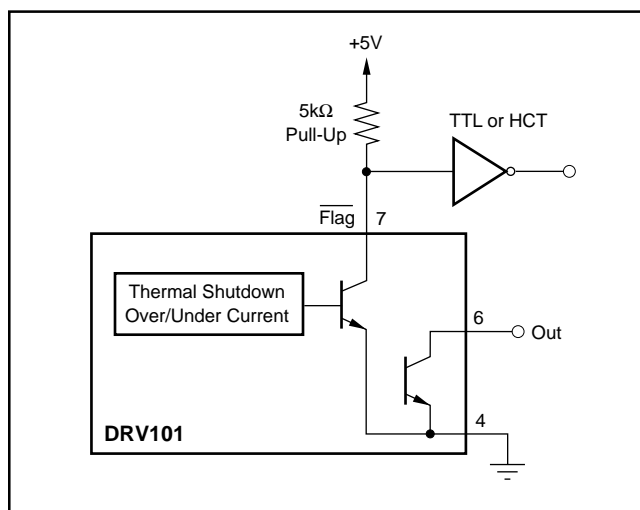 +5V
5kΩ
Pull-Up
TTL or HCT
Flag
7
Thermal Shutdown
Over/Under Current
6
Out
4
DRV101